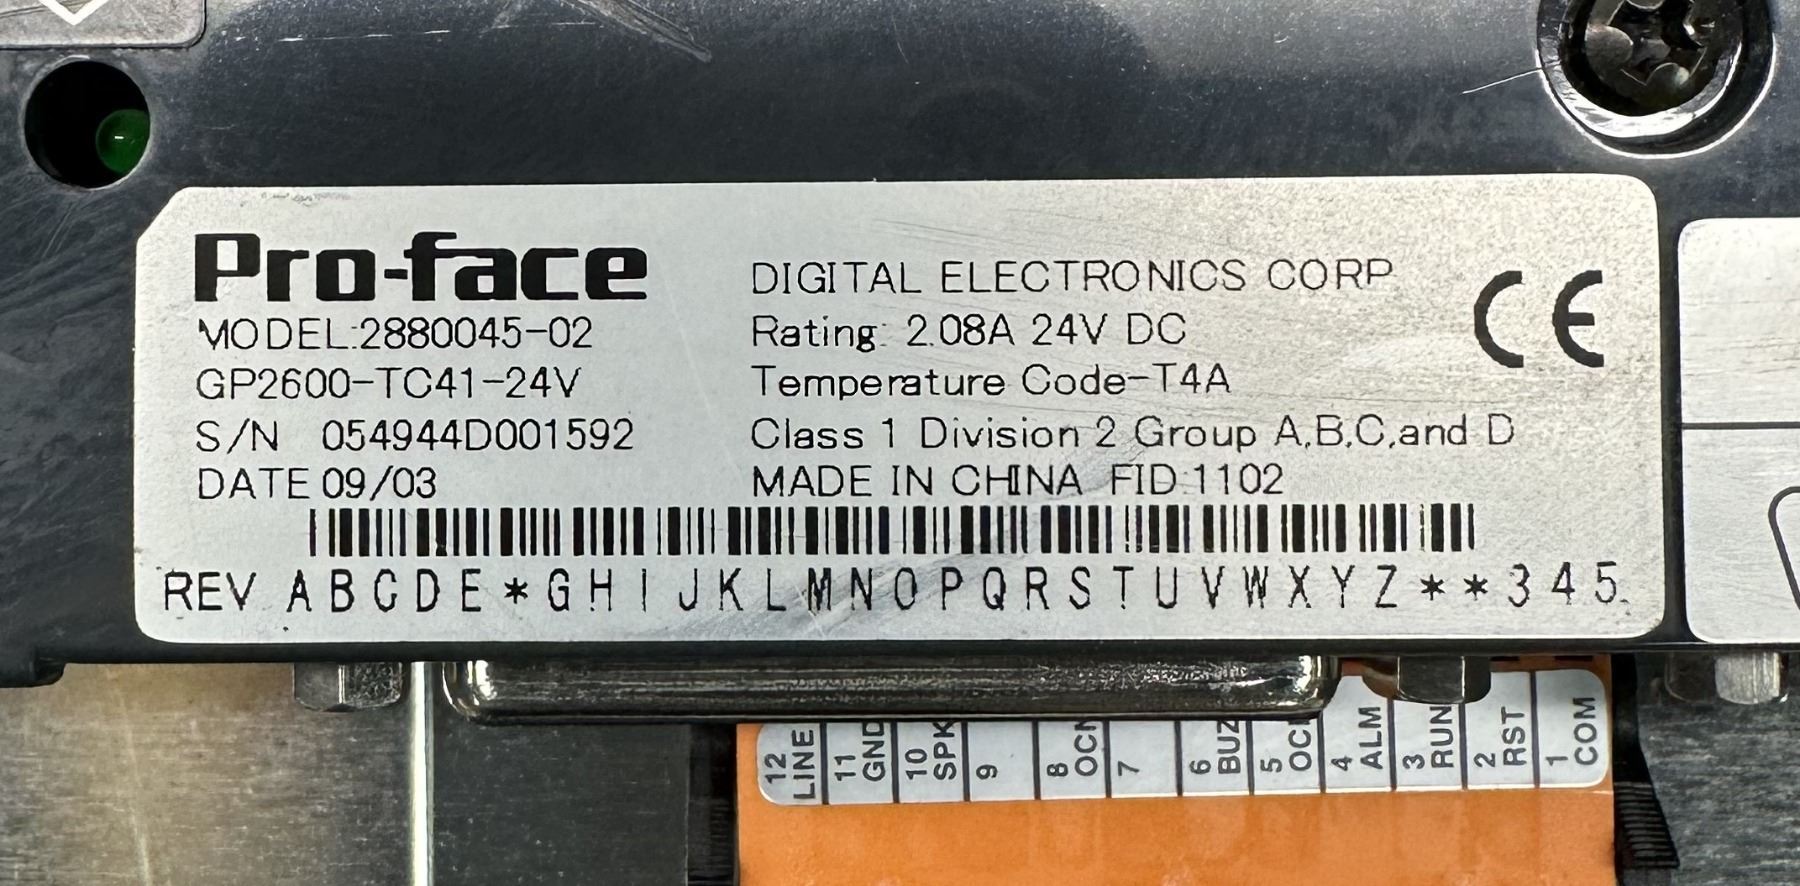 Pro-face
MODEL:2880045-02
GP2600-TC41-24V
S/N 054944D001592
DATE 09/03
DIGITAL ELECTRONICS CORP
Rating: 2.08A 24V DC
Temperature Code-T4A
Class 1 Division 2 Group A,B,C,and D
MADE IN CHINA FID:1102
CE
REV A B C D E * G H I J K L M N O P Q R S T U V W X Y Z * * 3 4 5
12 LINE
11 GND
10 SPK
9
8
7
6 BUZ
5
4 ALM
3 RUN
2 RST
1 COM